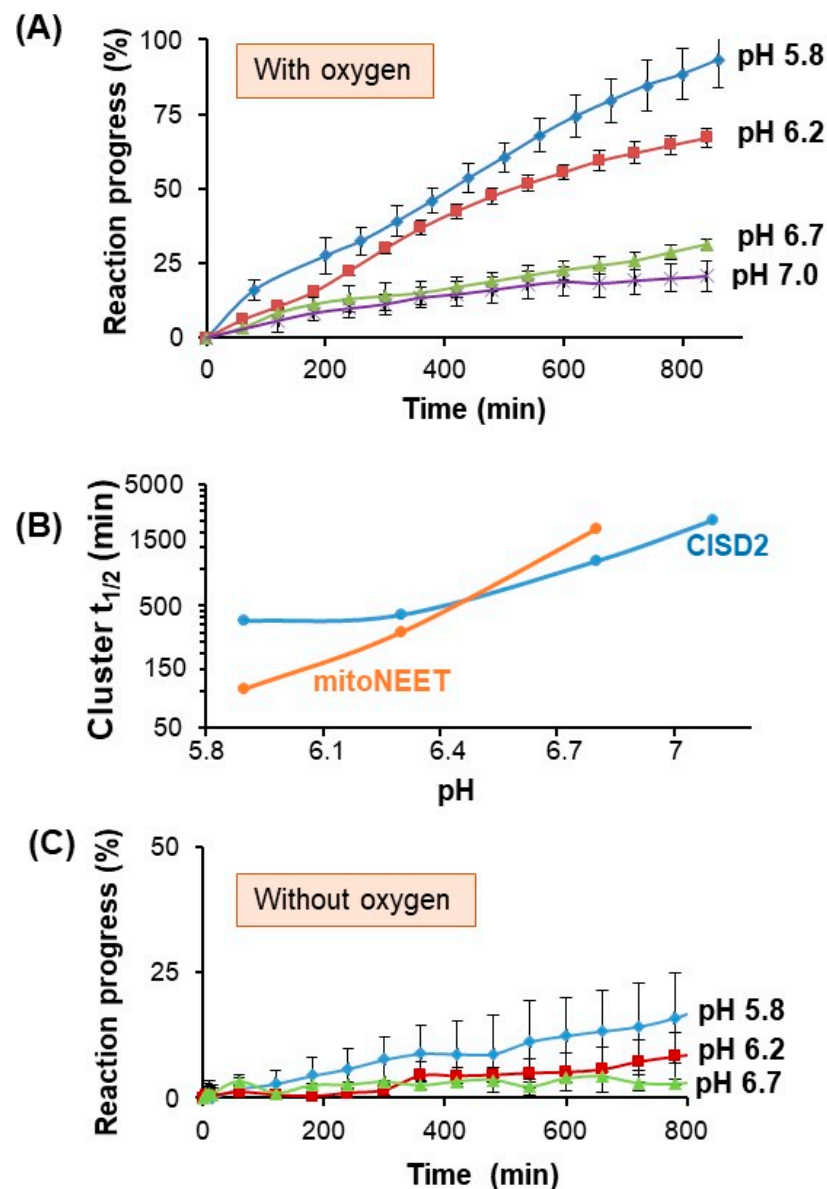 (A)
Reaction progress (%)
100
75
50
25
0
With oxygen
pH 5.8
pH 6.2
pH 6.7
pH 7.0
0 200 400 600 800
Time (min)
(B)
Cluster t1/2 (min)
5000
1500
500
150
50
CISD2
mitoNEET
5.8 6.1 6.4 6.7 7
pH
(C)
Reaction progress (%)
50
25
0
Without oxygen
pH 5.8
pH 6.2
pH 6.7
0 200 400 600 800
Time (min)